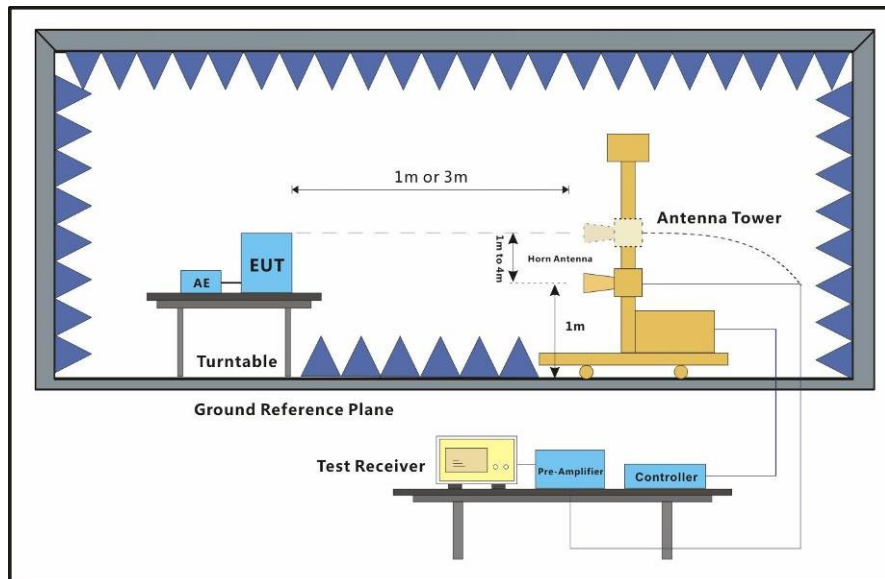 1m or 3m
Antenna Tower
1m to 4m
Horn Antenna
EUT
AE
1m
Turntable
Ground Reference Plane
Test Receiver
Pre-Amplifier
Controller